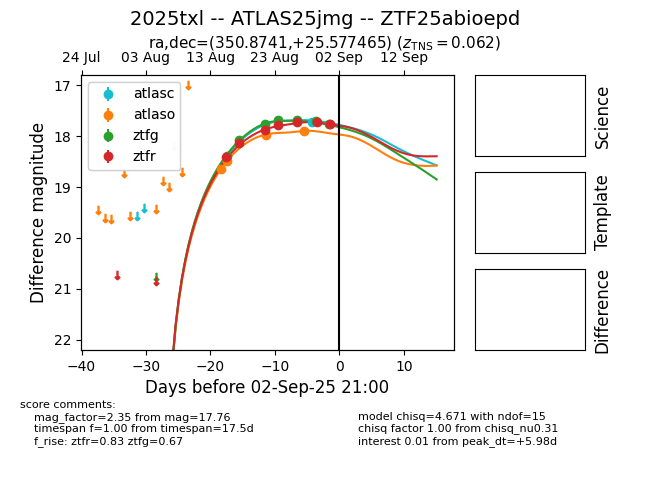 2025txl -- ATLAS25jmg -- ZTF25abioepd
ra,dec=(350.8741,+25.577465) (zTNS = 0.062)
24 Jul 03 Aug 13 Aug 23 Aug 02 Sep 12 Sep
17
18
19
20
21
22
Difference magnitude
atlasc
atlaso
ztfg
ztfr
−40 −30 −20 −10 0 10
Days before 02-Sep-25 21:00
Science
Template
Difference
score comments:
mag_factor=2.35 from mag=17.76
timespan f=1.00 from timespan=17.5d
f_rise: ztfr=0.83 ztfg=0.67
model chisq=4.671 with ndof=15
chisq factor 1.00 from chisq_nu0.31
interest 0.01 from peak_dt=+5.98d